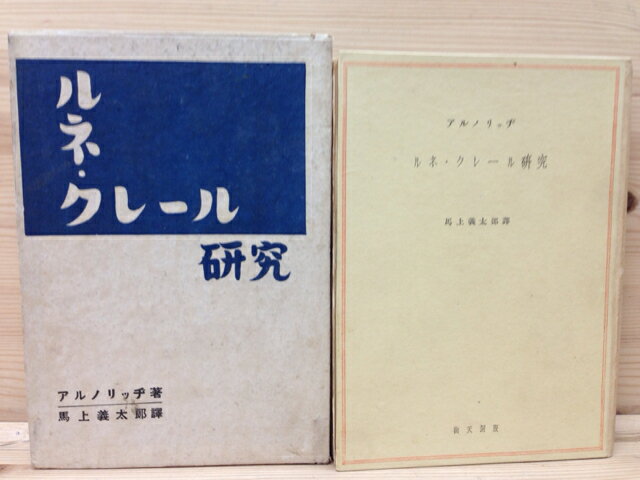 ルネ・
クレール
研究
アルノリッヂ著
馬上義太郎譯
アルノリッヂ
ルネ・クレール研究
馬上義太郎譯